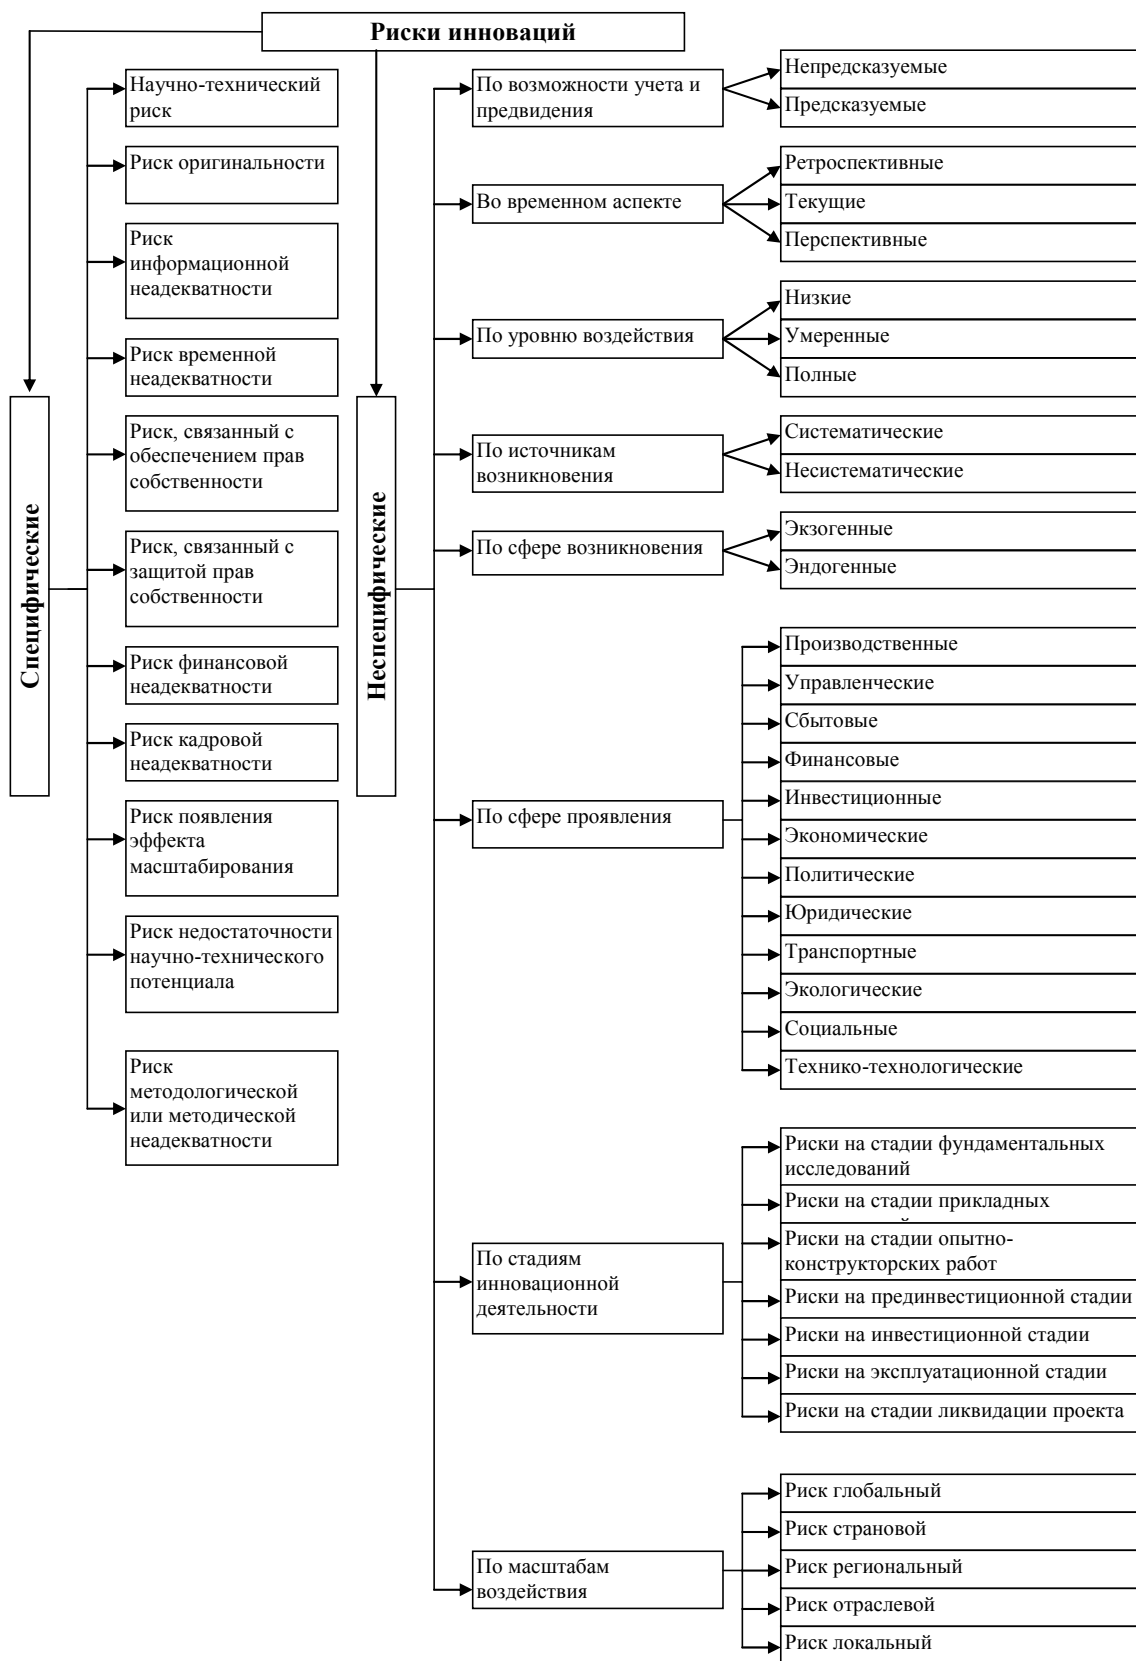 Риски инноваций
Специфические
Научно-технический
риск
Риск оригинальности
Риск
информационной
неадекватности
Риск временной
неадекватности
Риск, связанный с
обеспечением прав
собственности
Риск, связанный с
защитой прав
собственности
Риск финансовой
неадекватности
Риск кадровой
неадекватности
Риск появления
эффекта
масштабирования
Риск недостаточности
научно-технического
потенциала
Риск
методологической
или методической
неадекватности
Неспецифические
По возможности учета и
предвидения
Непредсказуемые
Предсказуемые
Во временном аспекте
Ретроспективные
Текущие
Перспективные
По уровню воздействия
Низкие
Умеренные
Полные
По источникам
возникновения
Систематические
Несистематические
По сфере возникновения
Экзогенные
Эндогенные
По сфере проявления
Производственные
Управленческие
Сбытовые
Финансовые
Инвестиционные
Экономические
Политические
Юридические
Транспортные
Экологические
Социальные
Технико-технологические
По стадиям
инновационной
деятельности
Риски на стадии фундаментальных
исследований
Риски на стадии прикладных
Риски на стадии опытно-
конструкторских работ
Риски на прединвестиционной стадии
Риски на инвестиционной стадии
Риски на эксплуатационной стадии
Риски на стадии ликвидации проекта
По масштабам
воздействия
Риск глобальный
Риск страновой
Риск региональный
Риск отраслевой
Риск локальный